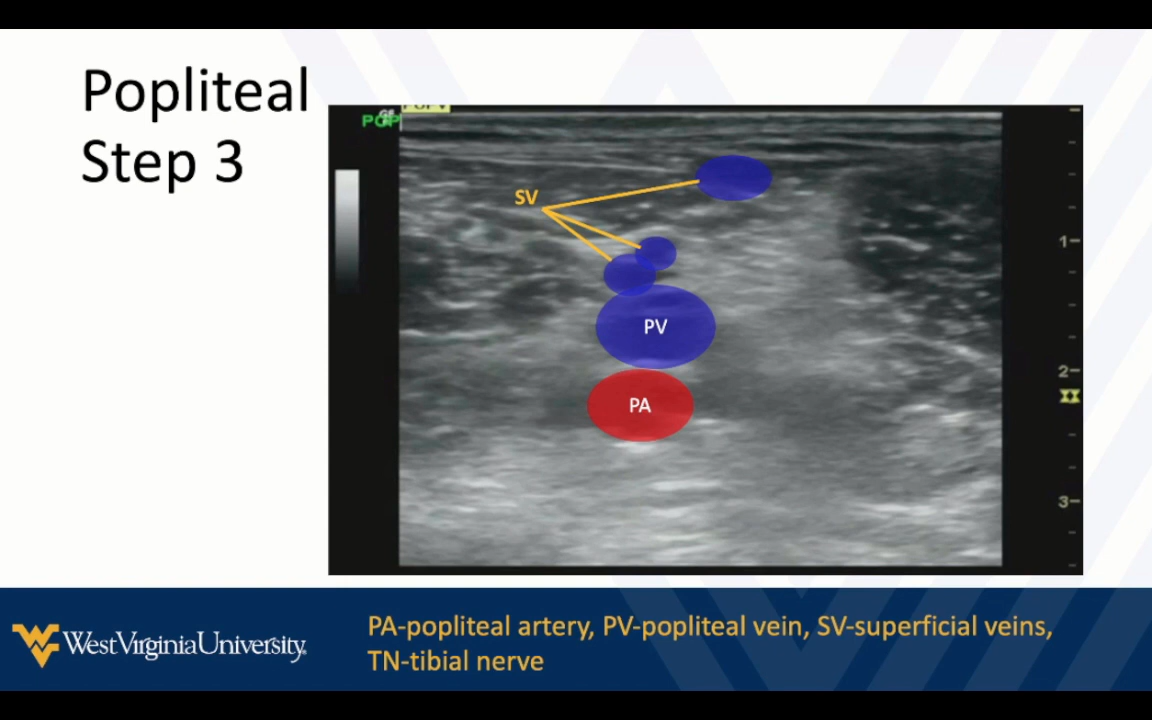 Popliteal
Step 3
POP
SV
1
PV
2
PA
3
West Virginia University
PA-popliteal artery, PV-popliteal vein, SV-superficial veins,
TN-tibial nerve